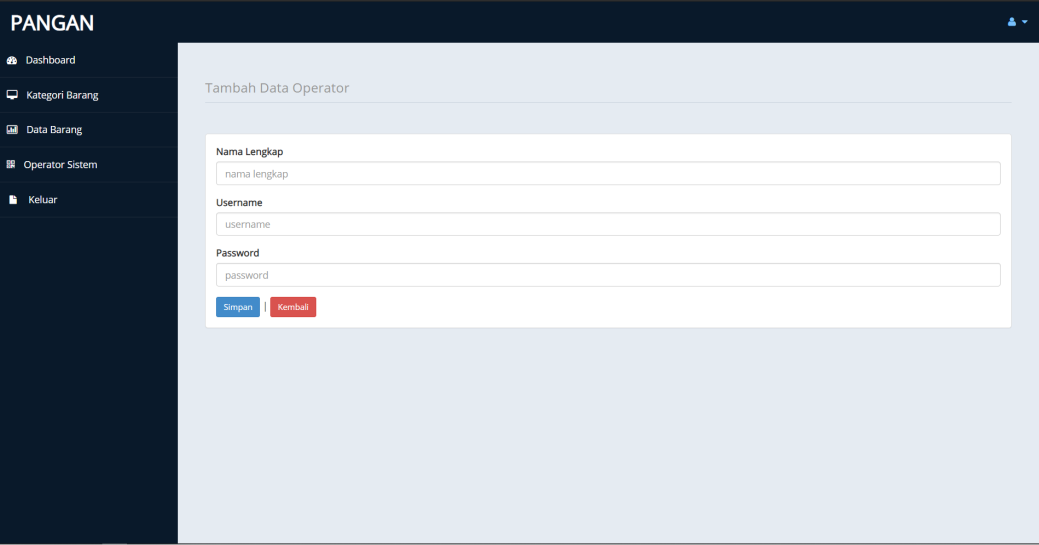 PANGAN
Dashboard
Kategori Barang
Data Barang
Operator Sistem
Keluar
Tambah Data Operator
Nama Lengkap
nama lengkap
Username
username
Password
password
Simpan | Kembali